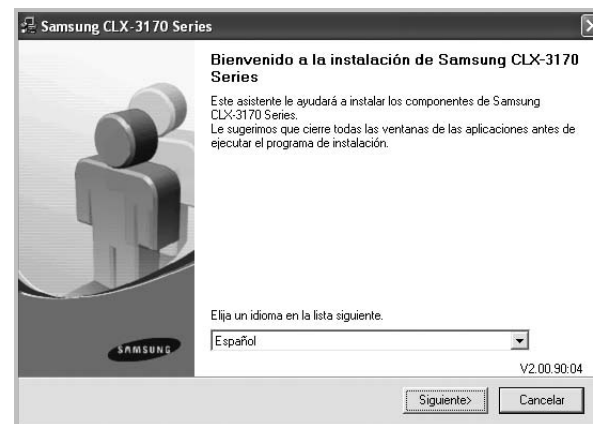 Samsung CLX-3170 Series
Bienvenido a la instalación de Samsung CLX-3170
Series
Este asistente le ayudará a instalar los componentes de Samsung
CLX-3170 Series.
Le sugerimos que cierre todas las ventanas de las aplicaciones antes de
ejecutar el programa de instalación.
Elija un idioma en la lista siguiente.
Español
SAMSUNG
V2.00.90:04
Siguiente>
Cancelar